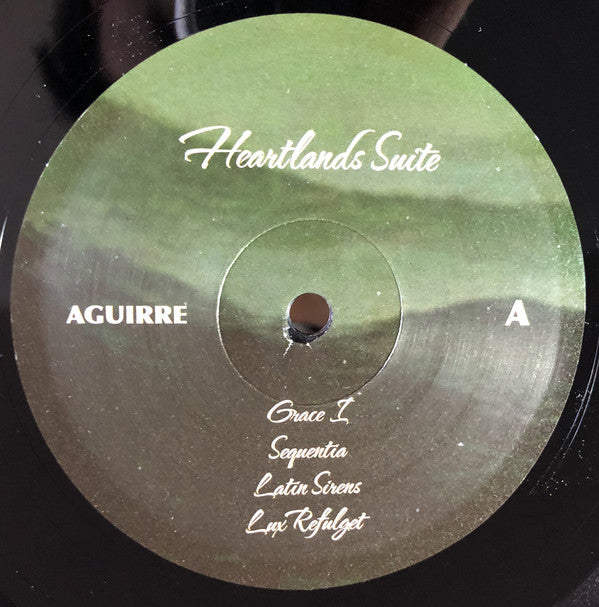 Heartlands Suite
AGUIRRE
A
Grace I
Sequentia
Latin Sirens
Lux Refulget